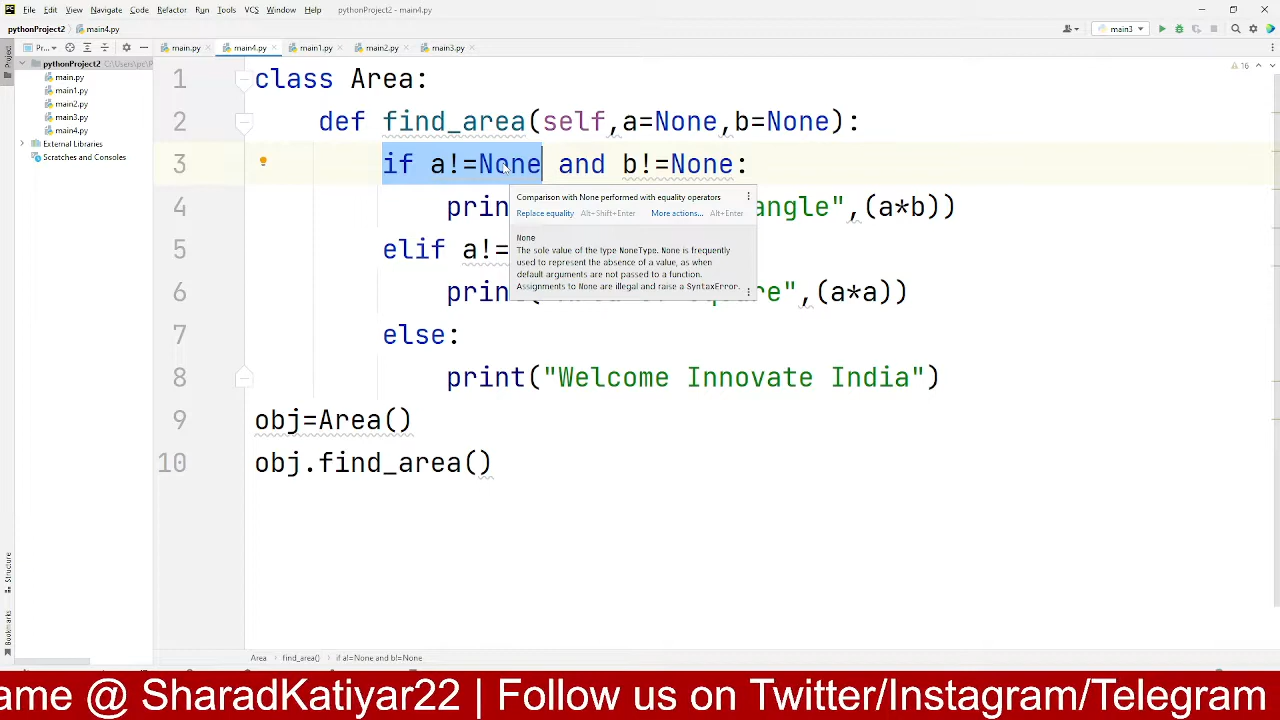 File Edit View Navigate Code Refactor Run Tools VCS Window Help pythonProject2 - main4.py
pythonProject2 main4.py main3
Pr... main.py main4.py main1.py main2.py main3.py
Project
pythonProject2
main.py
main1.py
main2.py
main3.py
main4.py
External Libraries
Scratches and Consoles
16
1 class Area:
2 def find_area(self,a=None,b=None):
3 if a!=None and b!=None:
4 prin angle",(a*b))
5 elif a!=
6 prin uare",(a*a))
7 else:
8 print("Welcome Innovate India")
9 obj=Area()
10 obj.find_area()
Comparison with None performed with equality operators
Replace equality Alt+Shift+Enter More actions... Alt+Enter
None
The sole value of the type NoneType. None is frequently
used to represent the absence of a value, as when
default arguments are not passed to a function.
Assignments to None are illegal and raise a SyntaxError.
Structure
Bookmarks
Area find_area() if a!=None and b!=None
ame @ SharadKatiyar22 | Follow us on Twitter/Instagram/Telegram